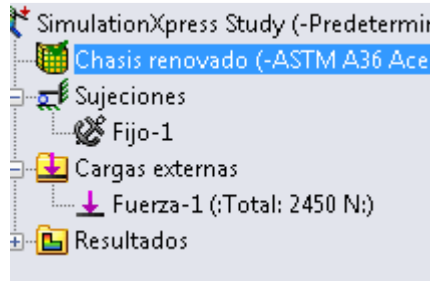 SimulationXpress Study (-Predetermin
Chasis renovado (-ASTM A36 Ace
Sujeciones
Fijo-1
Cargas externas
Fuerza-1 (:Total: 2450 N:)
Resultados